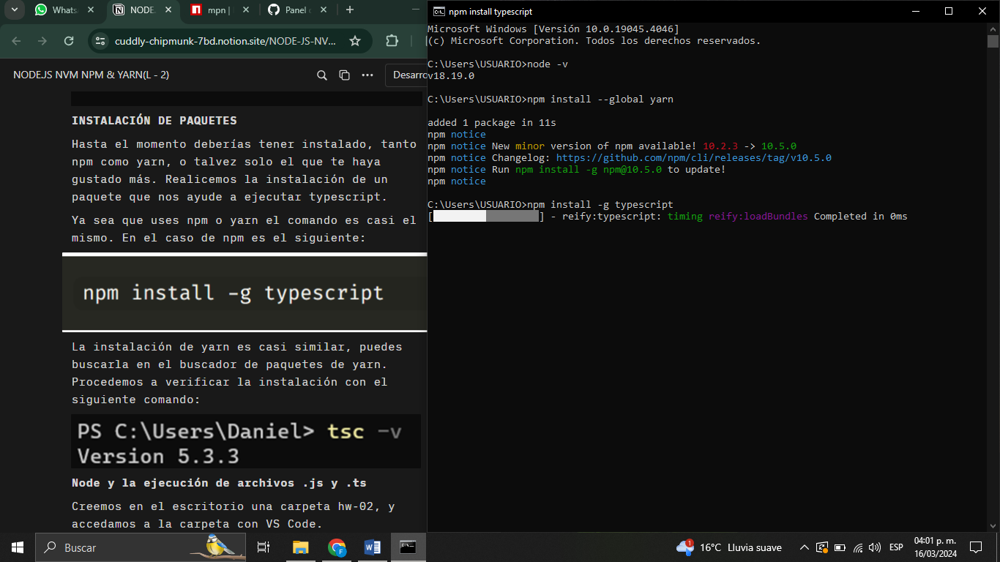 Whats
NODE.
mpn |
Panel
cuddly-chipmunk-7bd.notion.site/NODE-JS-NV...
NODEJS NVM NPM & YARN(L - 2)
Desarro
INSTALACIÓN DE PAQUETES
Hasta el momento deberías tener instalado, tanto
npm como yarn, o talvez solo el que te haya
gustado más. Realicemos la instalación de un
paquete que nos ayude a ejecutar typescript.
Ya sea que uses npm o yarn el comando es casi el
mismo. En el caso de npm es el siguiente:
npm install -g typescript
La instalación de yarn es casi similar, puedes
buscarla en el buscador de paquetes de yarn.
Procedemos a verificar la instalación con el
siguiente comando:
PS C:\Users\Daniel> tsc -v
Version 5.3.3
Node y la ejecución de archivos .js y .ts
Creemos en el escritorio una carpeta hw-02, y
accedamos a la carpeta con VS Code.
npm install typescript
Microsoft Windows [Versión 10.0.19045.4046]
(c) Microsoft Corporation. Todos los derechos reservados.
C:\Users\USUARIO>node -v
v18.19.0
C:\Users\USUARIO>npm install --global yarn
added 1 package in 11s
npm notice
npm notice New minor version of npm available! 10.2.3 -> 10.5.0
npm notice Changelog: https://github.com/npm/cli/releases/tag/v10.5.0
npm notice Run npm install -g npm@10.5.0 to update!
npm notice
C:\Users\USUARIO>npm install -g typescript
[ ] - reify:typescript: timing reify:loadBundles Completed in 0ms
Buscar
1
16°C Lluvia suave
ESP
04:01 p. m.
16/03/2024